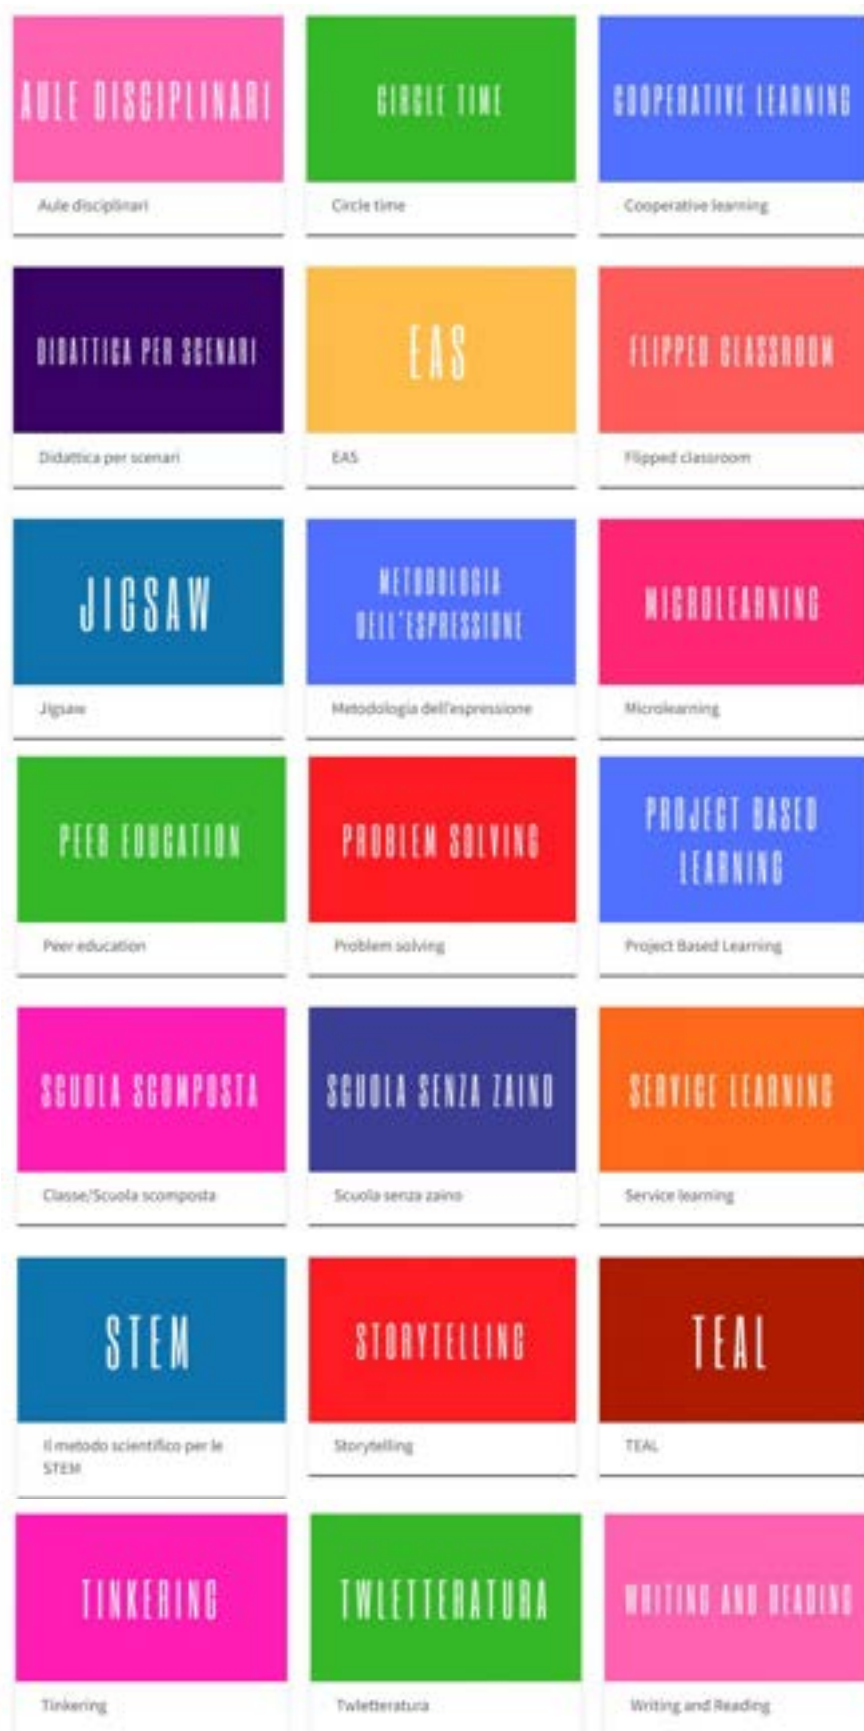 AULE DISCIPLINARI
CIRCLE TIME
COOPERATIVE LEARNING
Aule disciplinari
Circle time
Cooperative learning
DIDATTICA PER SCENARI
EAS
FLIPPED CLASSROOM
Didattica per scenari
EAS
Flipped classroom
JIGSAW
METODOLOGIA
DELL'ESPRESSIONE
MICROLEARNING
Jigsaw
Metodologia dell'espressione
Microlearning
PEER EDUCATION
PROBLEM SOLVING
PROJECT BASED
LEARNING
Peer education
Problem solving
Project Based Learning
SCUOLA SCOMPOSTA
SCUOLA SENZA ZAINO
SERVICE LEARNING
Classe/Scuola scomposta
Scuola senza zaino
Service learning
STEM
STORYTELLING
TEAL
Il metodo scientifico per le
STEM
Storytelling
TEAL
TINKERING
TWLETTERATURA
WRITING AND READING
Tinkering
Twletteratura
Writing and Reading